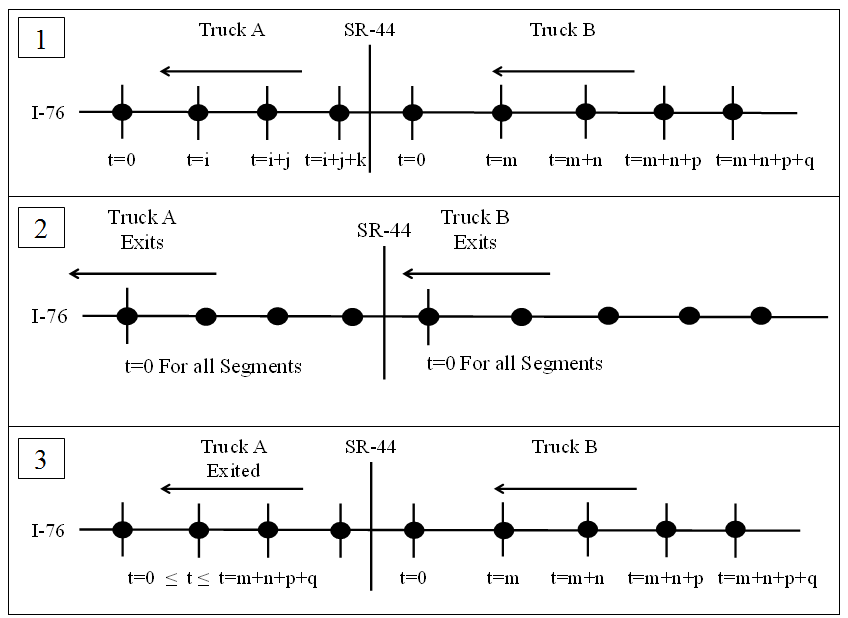 1
Truck A
SR-44
Truck B
I-76
t=0
t=i
t=i+j
t=i+j+k
t=0
t=m
t=m+n
t=m+n+p
t=m+n+p+q
2
Truck A
Exits
SR-44
Truck B
Exits
I-76
t=0 For all Segments
t=0 For all Segments
3
Truck A
Exited
SR-44
Truck B
I-76
t=0 ≤ t ≤ t=m+n+p+q
t=0
t=m
t=m+n
t=m+n+p
t=m+n+p+q